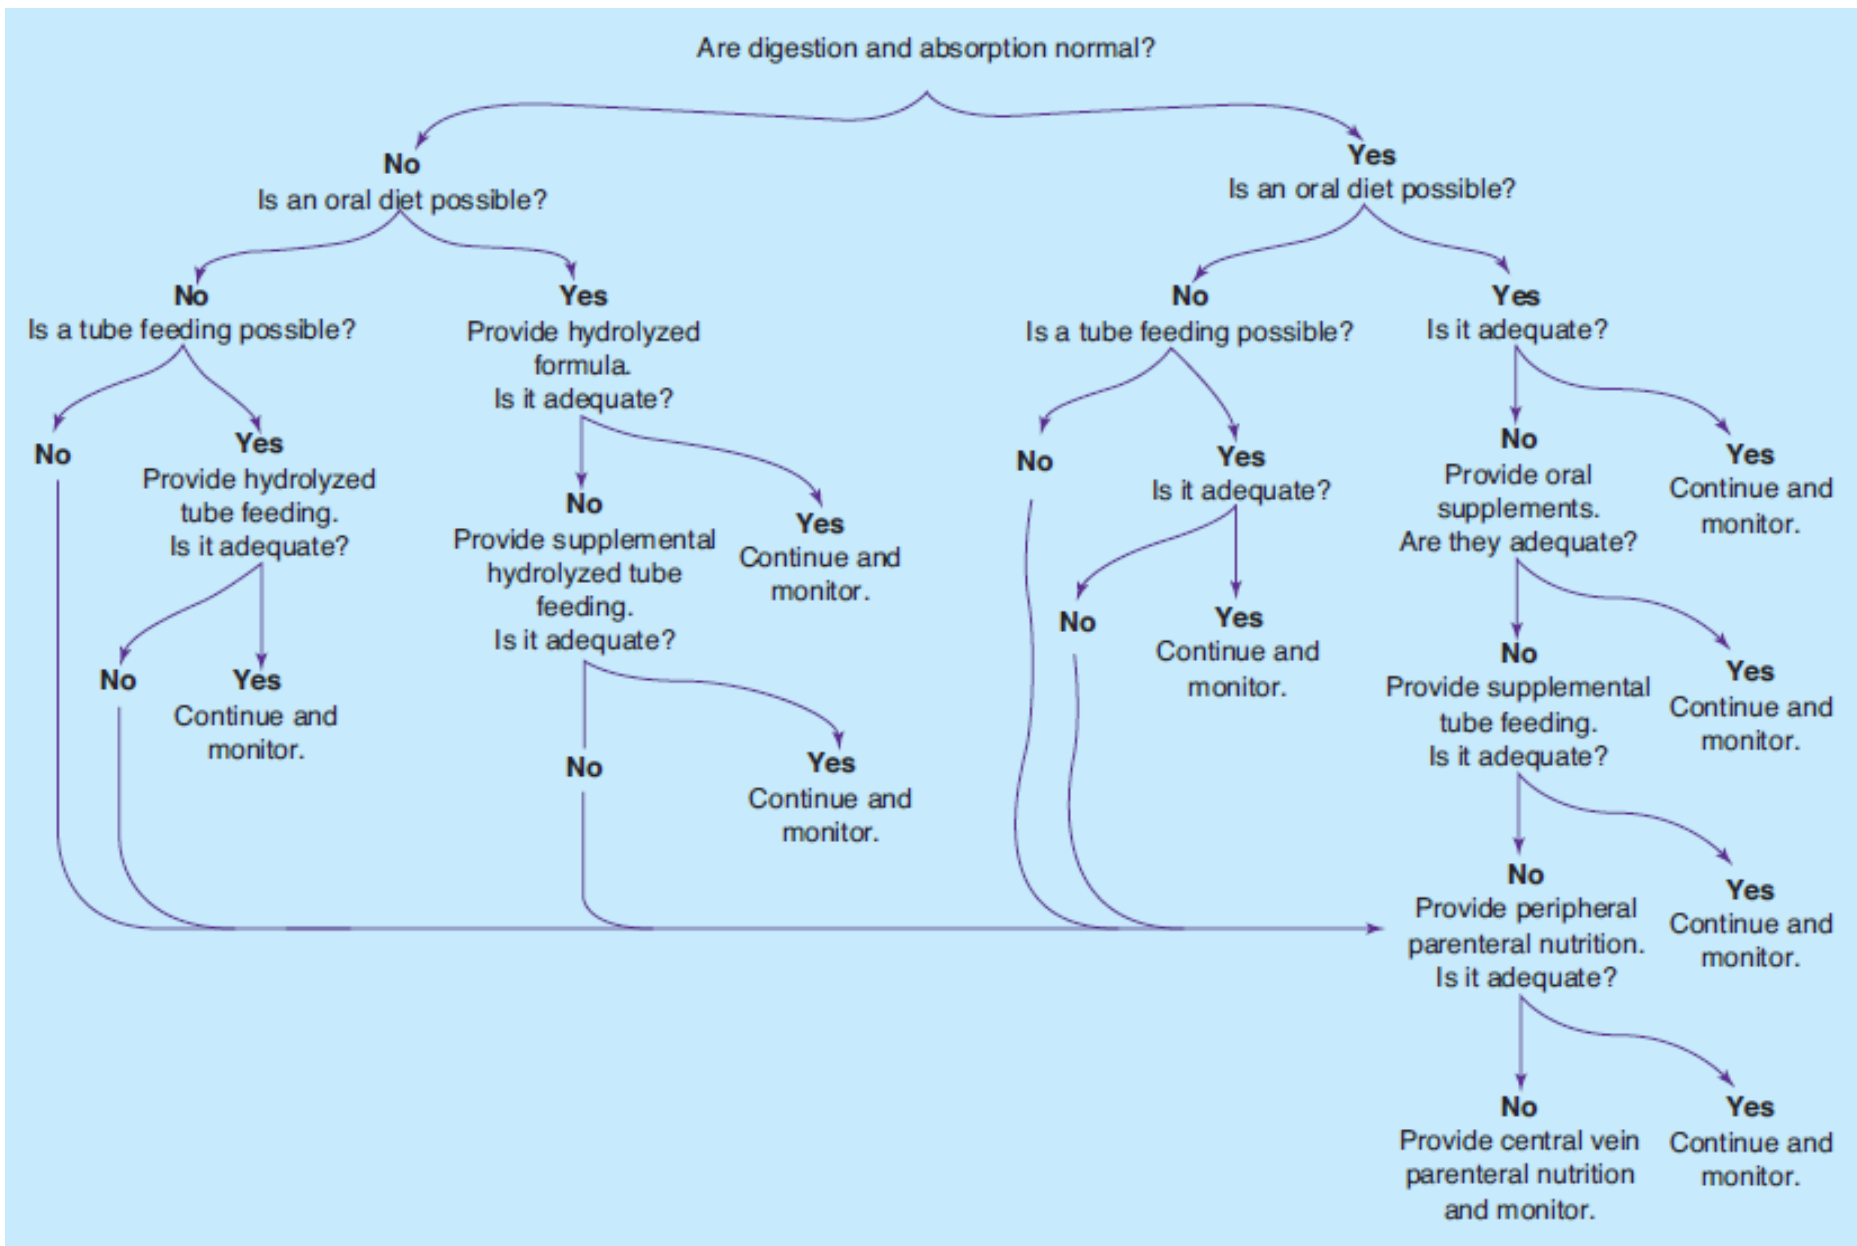 Are digestion and absorption normal?
No
Is an oral diet possible?
No
Is a tube feeding possible?
No
Yes
Provide hydrolyzed
tube feeding.
Is it adequate?
No
Yes
Continue and
monitor.
Yes
Provide hydrolyzed
formula.
Is it adequate?
No
Provide supplemental
hydrolyzed tube
feeding.
Is it adequate?
No
Yes
Continue and
monitor.
Yes
Continue and
monitor.
Yes
Is an oral diet possible?
No
Is a tube feeding possible?
No
Yes
Is it adequate?
No
Yes
Continue and
monitor.
Yes
Is it adequate?
No
Provide oral
supplements.
Are they adequate?
Yes
Continue and
monitor.
No
Provide supplemental
tube feeding.
Is it adequate?
Yes
Continue and
monitor.
No
Provide peripheral
parenteral nutrition.
Is it adequate?
Yes
Continue and
monitor.
No
Provide central vein
parenteral nutrition
and monitor.
Yes
Continue and
monitor.